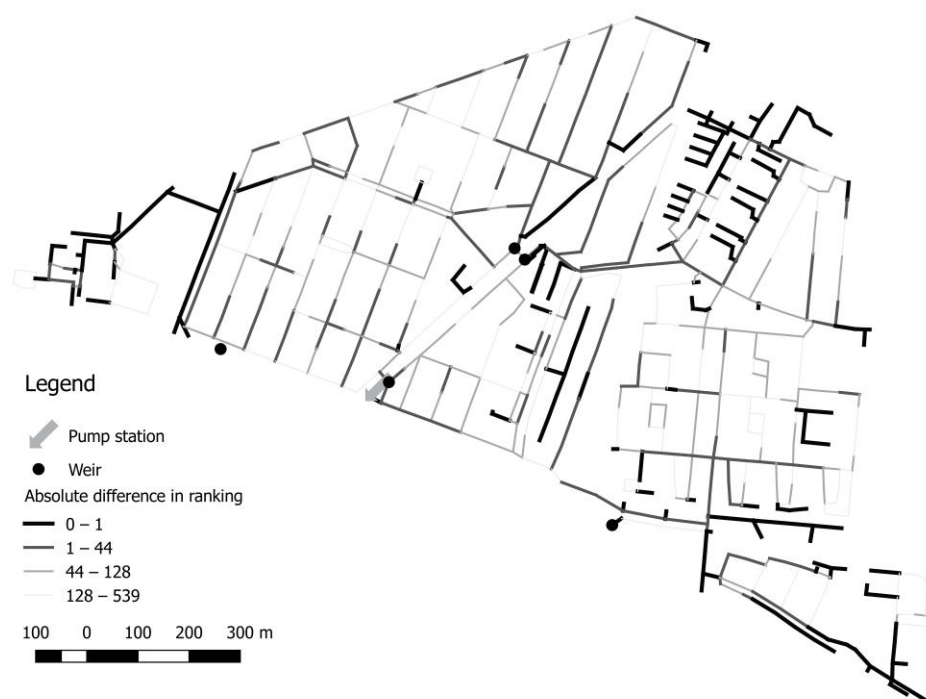 Legend
Pump station
Weir
Absolute difference in ranking
0 – 1
1 – 44
44 – 128
128 – 539
100 0 100 200 300 m